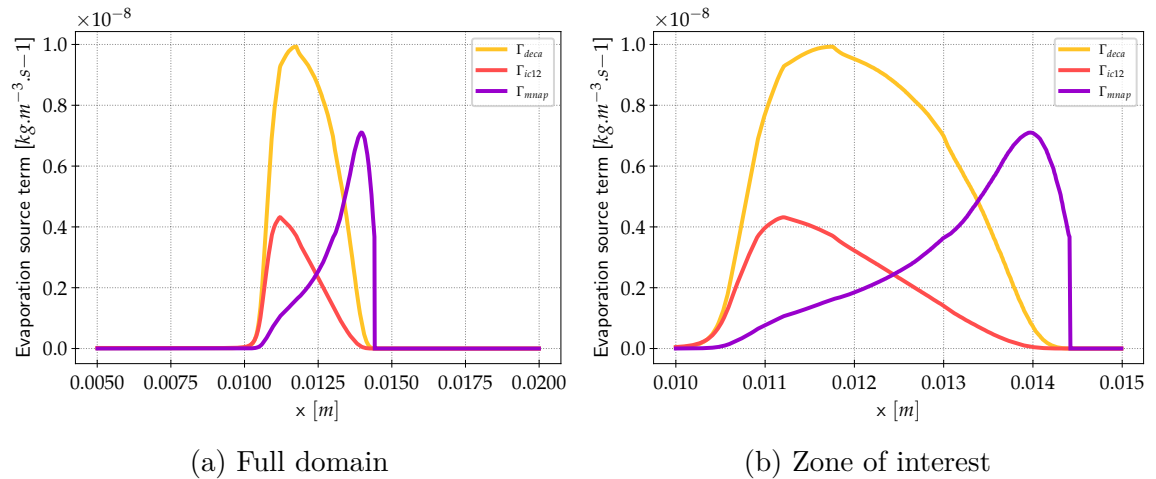 ×10−8
Evaporation source term [kg.m−3.s−1]
1.0
0.8
0.6
0.4
0.2
0.0
Γdeca
Γic12
Γmnap
0.0050 0.0075 0.0100 0.0125 0.0150 0.0175 0.0200
x [m]
(a) Full domain
×10−8
Evaporation source term [kg.m−3.s−1]
1.0
0.8
0.6
0.4
0.2
0.0
Γdeca
Γic12
Γmnap
0.010 0.011 0.012 0.013 0.014 0.015
x [m]
(b) Zone of interest